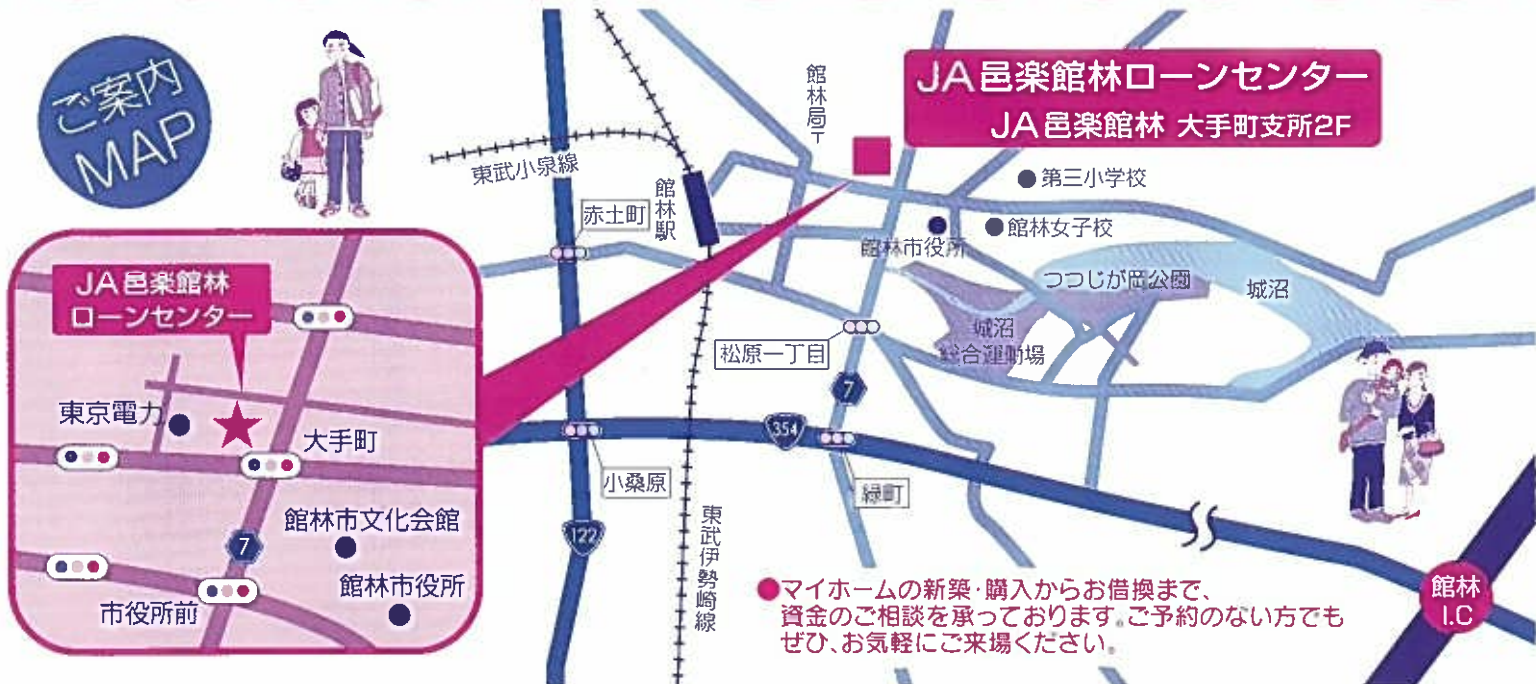 ご案内
MAP
JA邑楽館林ローンセンター
JA邑楽館林 大手町支所2F
館林局〒
東武小泉線
館林駅
赤土町
第三小学校
館林女子校
館林市役所
つつじが岡公園
城沼
城沼
総合運動場
松原一丁目
7
354
小桑原
緑町
122
東武伊勢崎線
館林
I.C
JA邑楽館林
ローンセンター
東京電力
大手町
館林市文化会館
7
館林市役所
市役所前
●マイホームの新築・購入からお借換まで、
資金のご相談を承っております。ご予約のない方でも
ぜひ、お気軽にご来場ください。